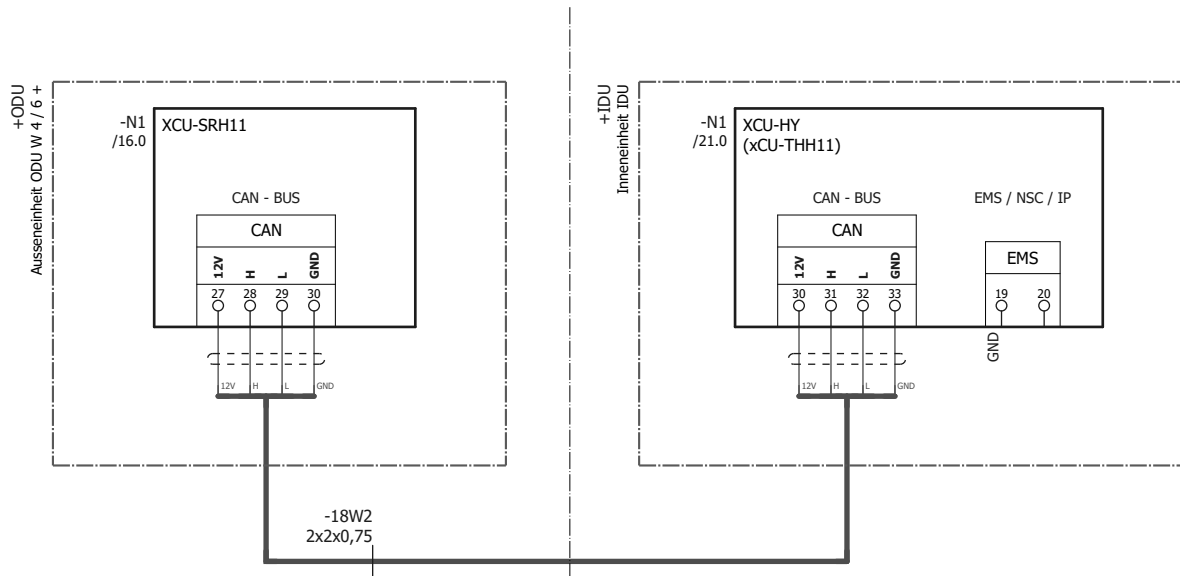 +ODU
Ausseneinheit ODU W 4 / 6 +
-N1
/16.0
XCU-SRH11
CAN - BUS
CAN
12V H L GND
27 28 29 30
12V H L GND
+IDU
Inneneinheit IDU
-N1
/21.0
XCU-HY
(xCU-THH11)
CAN - BUS
CAN
12V H L GND
30 31 32 33
12V H L GND
EMS / NSC / IP
EMS
19 20
GND
-18W2
2x2x0,75